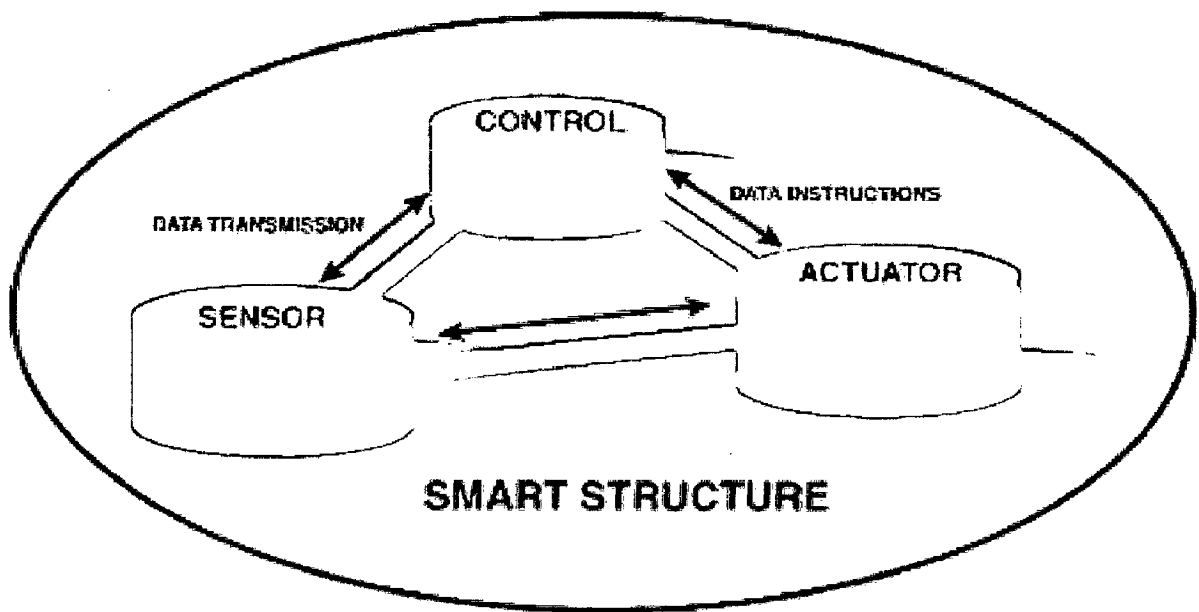 CONTROL
DATA TRANSMISSION
DATA INSTRUCTIONS
SENSOR
ACTUATOR
SMART STRUCTURE